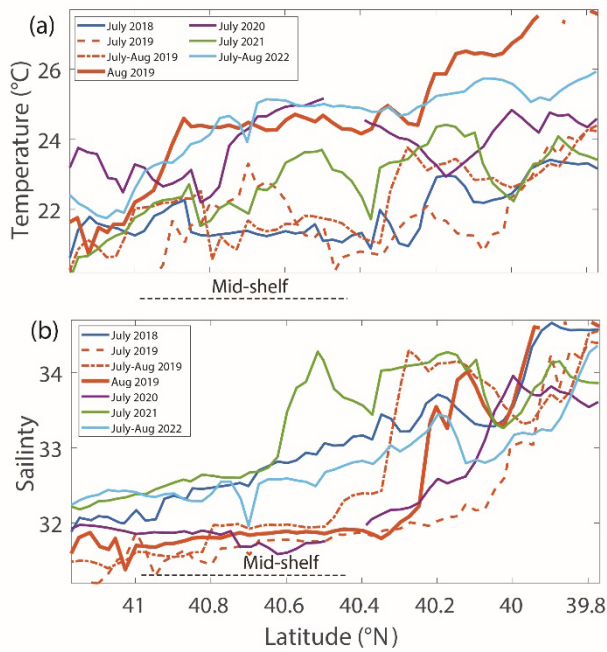 (a)
July 2018
July 2019
July-Aug 2019
Aug 2019
July 2020
July 2021
July-Aug 2022
Temperature (°C)
26
24
22
Mid-shelf
(b)
July 2018
July 2019
July-Aug 2019
Aug 2019
July 2020
July 2021
July-Aug 2022
Sailinty
34
33
32
Mid-shelf
41 40.8 40.6 40.4 40.2 40 39.8
Latitude (°N)